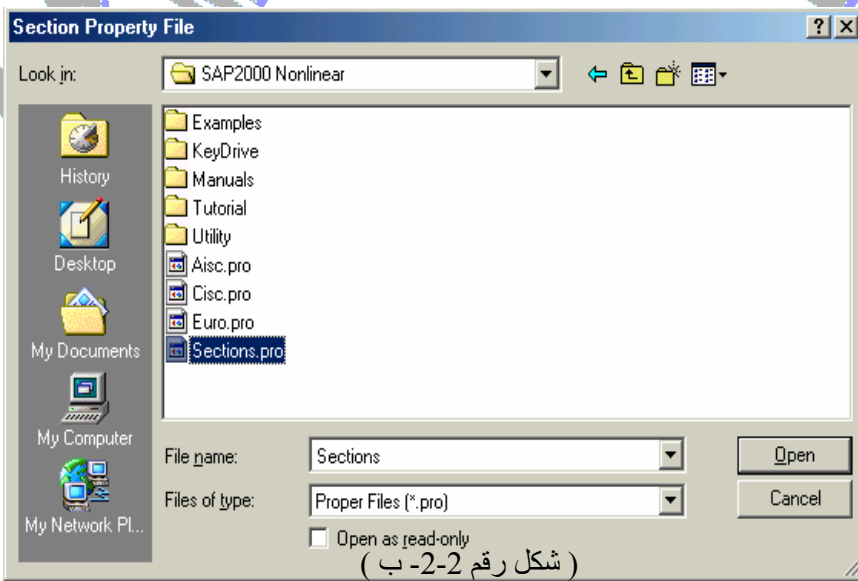 Section Property File
Look in: SAP2000 Nonlinear
History
Desktop
My Documents
My Computer
My Network Pl...
Examples
KeyDrive
Manuals
Tutorial
Utility
Aisc.pro
Cisc.pro
Euro.pro
Sections.pro
File name: Sections Open
Files of type: Proper Files (*.pro) Cancel
Open as read-only
( شكل رقم 2-2- ب )